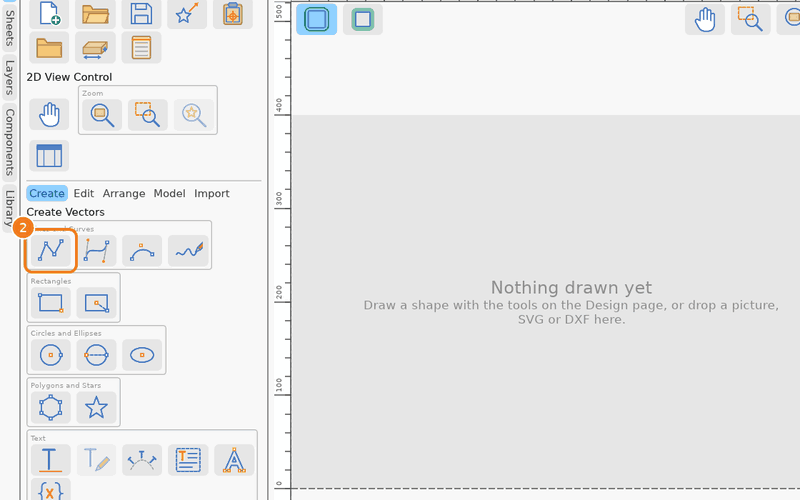 Sheets
Layers
Components
Library
2D View Control
Zoom
Create Edit Arrange Model Import
Create Vectors
2
Curves
Rectangles
Circles and Ellipses
Polygons and Stars
Text
500
400
300
200
100
0
Nothing drawn yet
Draw a shape with the tools on the Design page, or drop a picture,
SVG or DXF here.